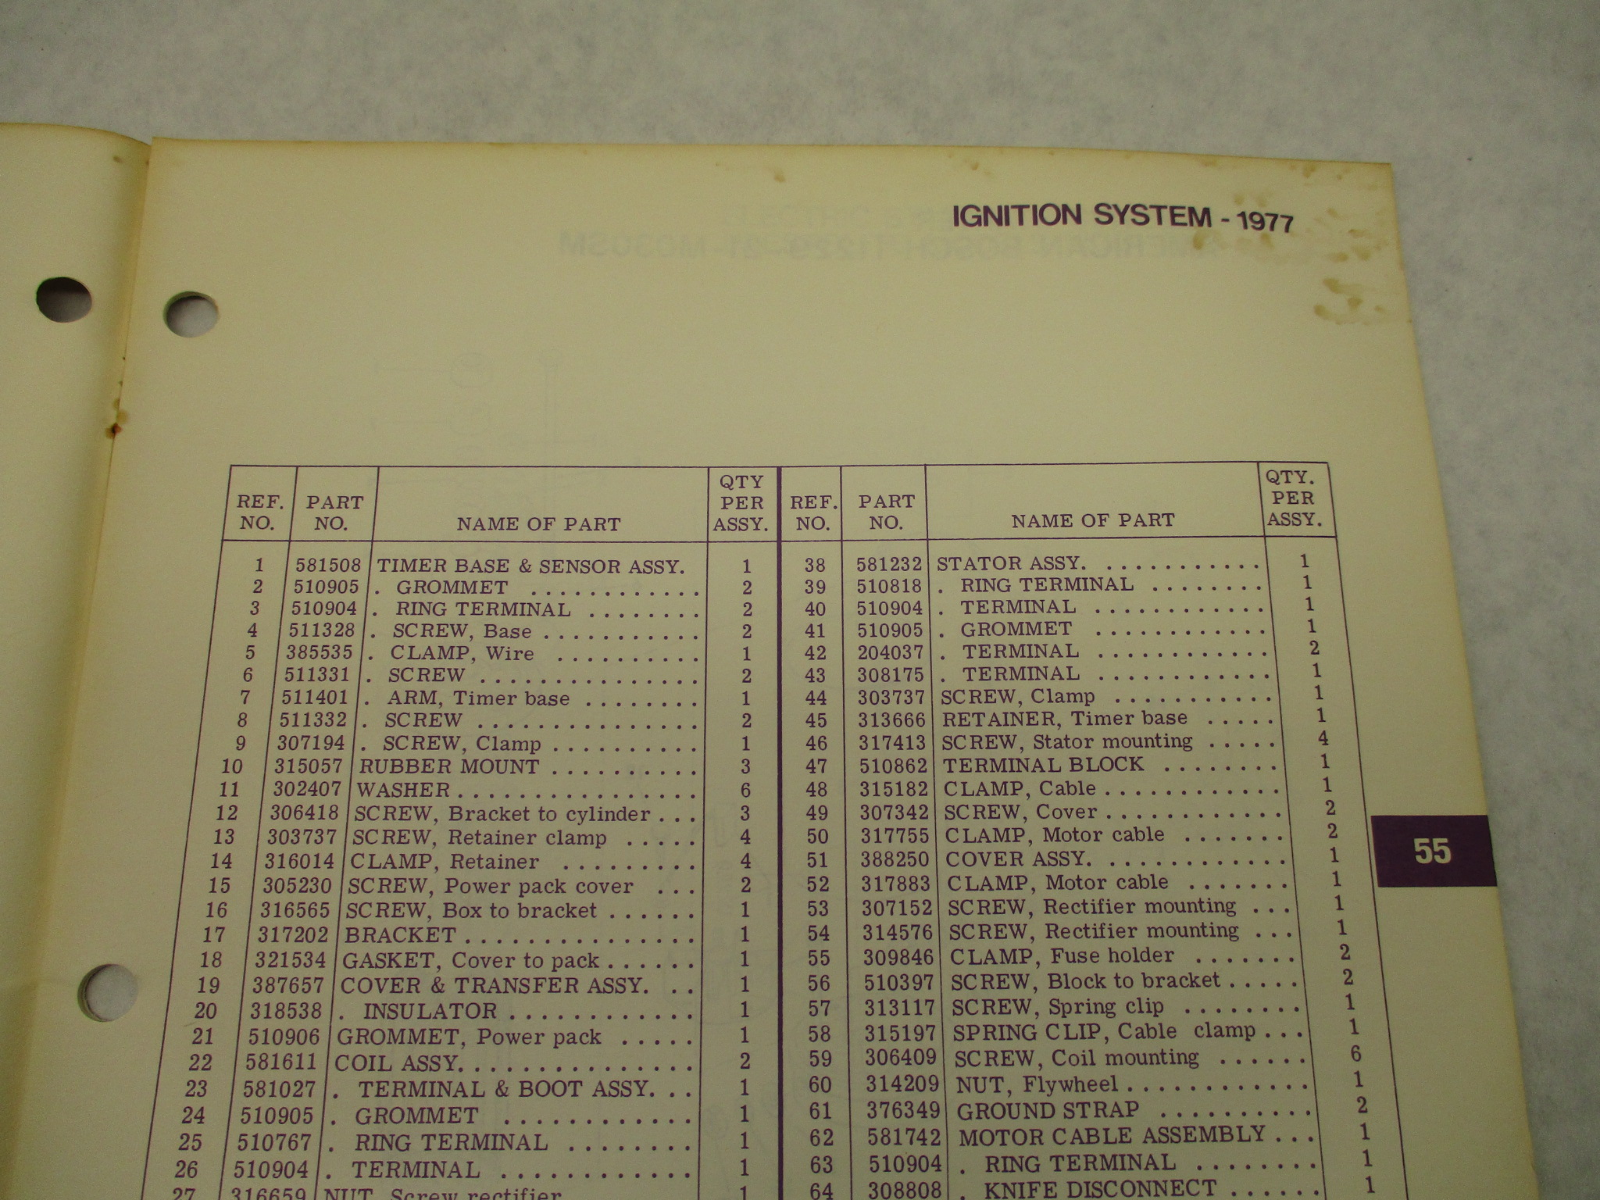 IGNITION SYSTEM - 1977
REF. NO. PART NO. NAME OF PART QTY PER ASSY.
1 581508 TIMER BASE & SENSOR ASSY. 1
2 510905 . GROMMET ............ 2
3 510904 . RING TERMINAL ........ 2
4 511328 . SCREW, Base ........... 2
5 385535 . CLAMP, Wire .......... 1
6 511331 . SCREW ............... 2
7 511401 . ARM, Timer base ........ 1
8 511332 . SCREW ............... 2
9 307194 . SCREW, Clamp .......... 1
10 315057 RUBBER MOUNT .......... 3
11 302407 WASHER ................ 6
12 306418 SCREW, Bracket to cylinder ... 3
13 303737 SCREW, Retainer clamp ..... 4
14 316014 CLAMP, Retainer ........ 4
15 305230 SCREW, Power pack cover ... 2
16 316565 SCREW, Box to bracket ...... 1
17 317202 BRACKET ............... 1
18 321534 GASKET, Cover to pack ...... 1
19 387657 COVER & TRANSFER ASSY. .. 1
20 318538 . INSULATOR ............ 1
21 510906 GROMMET, Power pack ..... 1
22 581611 COIL ASSY. .............. 2
23 581027 . TERMINAL & BOOT ASSY. .. 1
24 510905 . GROMMET ............ 1
25 510767 . RING TERMINAL ........ 1
26 510904 . TERMINAL ............ 1
27 316659 NUT, Screw rectifier 1
REF. NO. PART NO. NAME OF PART QTY. PER ASSY.
38 581232 STATOR ASSY. ........... 1
39 510818 . RING TERMINAL ........ 1
40 510904 . TERMINAL ............ 1
41 510905 . GROMMET ............ 1
42 204037 . TERMINAL ............ 2
43 308175 . TERMINAL ............ 1
44 303737 SCREW, Clamp ........... 1
45 313666 RETAINER, Timer base ..... 1
46 317413 SCREW, Stator mounting ..... 4
47 510862 TERMINAL BLOCK ........ 1
48 315182 CLAMP, Cable ............ 1
49 307342 SCREW, Cover ............ 2
50 317755 CLAMP, Motor cable ....... 2
51 388250 COVER ASSY. ............ 1
52 317883 CLAMP, Motor cable ....... 1
53 307152 SCREW, Rectifier mounting ... 1
54 314576 SCREW, Rectifier mounting ... 1
55 309846 CLAMP, Fuse holder ....... 2
56 510397 SCREW, Block to bracket ..... 2
57 313117 SCREW, Spring clip ........ 1
58 315197 SPRING CLIP, Cable clamp ... 1
59 306409 SCREW, Coil mounting ...... 6
60 314209 NUT, Flywheel ............ 1
61 376349 GROUND STRAP .......... 2
62 581742 MOTOR CABLE ASSEMBLY ... 1
63 510904 . RING TERMINAL ........ 1
64 308808 . KNIFE DISCONNECT ...... 1
55